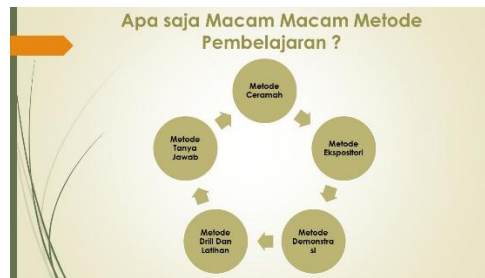 Apa saja Macam Macam Metode
Pembelajaran ?
Metode
Ceramah
Metode
Ekspositori
Metode
Demonstra
si
Metode
Drill Dan
Latihan
Metode
Tanya
Jawab